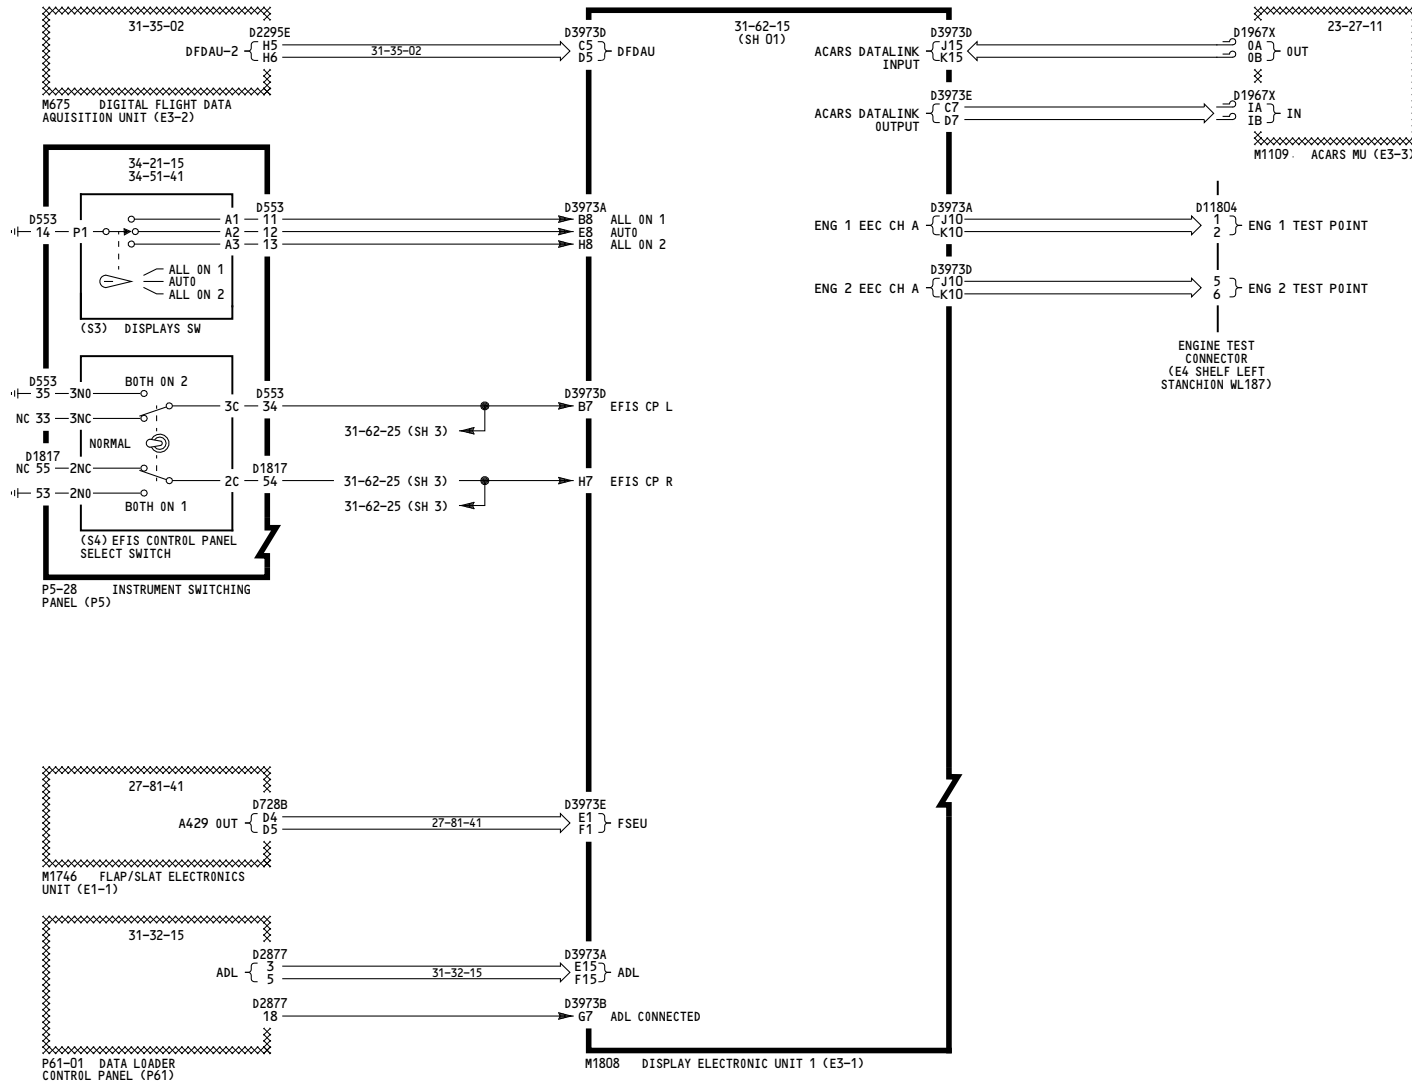 31-35-02
D2295E
DFDAU-2
H5
H6
31-35-02
M675 DIGITAL FLIGHT DATA
AQUISITION UNIT (E3-2)
D3973D
C5
D5
DFDAU
31-62-15
(SH 01)
D3973D
ACARS DATALINK
INPUT
J15
K15
D1967X
0A
0B
OUT
23-27-11
D3973E
ACARS DATALINK
OUTPUT
C7
D7
D1967X
IA
IB
IN
M1109 ACARS MU (E3-3)
34-21-15
34-51-41
D553
14
P1
A1
A2
A3
D553
11
12
13
ALL ON 1
AUTO
ALL ON 2
(S3) DISPLAYS SW
D3973A
B8 ALL ON 1
E8 AUTO
H8 ALL ON 2
D3973A
ENG 1 EEC CH A
J10
K10
D11804
1
2
ENG 1 TEST POINT
D3973D
ENG 2 EEC CH A
J10
K10
5
6
ENG 2 TEST POINT
ENGINE TEST
CONNECTOR
(E4 SHELF LEFT
STANCHION WL187)
D553
35 3NO
BOTH ON 2
NC 33 3NC
3C
D553
34
D3973D
B7 EFIS CP L
31-62-25 (SH 3)
NORMAL
D1817
NC 55 2NC
2C
D1817
54
31-62-25 (SH 3)
H7 EFIS CP R
53 2NO
BOTH ON 1
31-62-25 (SH 3)
(S4) EFIS CONTROL PANEL
SELECT SWITCH
P5-28 INSTRUMENT SWITCHING
PANEL (P5)
27-81-41
D728B
A429 OUT
D4
D5
27-81-41
D3973E
E1
F1
FSEU
M1746 FLAP/SLAT ELECTRONICS
UNIT (E1-1)
31-32-15
D2877
ADL
3
5
31-32-15
D3973A
E15
F15
ADL
D2877
18
D3973B
G7 ADL CONNECTED
P61-01 DATA LOADER
CONTROL PANEL (P61)
M1808 DISPLAY ELECTRONIC UNIT 1 (E3-1)